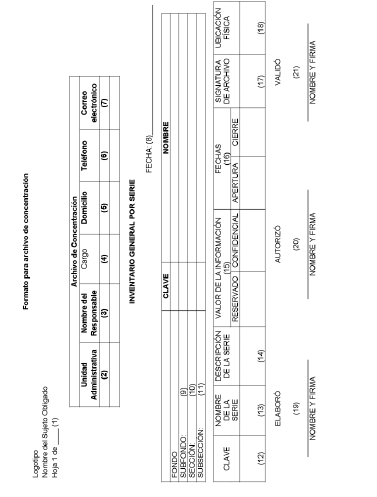 Formato para archivo de concentración
Logotipo
Nombre del Sujeto Obligado
Hoja 1 de ____ (1)
Archivo de Concentración
Unidad Administrativa Nombre del Responsable Cargo Domicilio Teléfono Correo electrónico
(2) (3) (4) (5) (6) (7)
INVENTARIO GENERAL POR SERIE
FECHA: (8)
CLAVE NOMBRE
FONDO
SUBFONDO: (9)
SECCIÓN: (10)
SUBSECCIÓN: (11)
CLAVE NOMBRE DE LA SERIE DESCRIPCIÓN DE LA SERIE VALOR DE LA INFORMACIÓN (15) FECHAS (16) SIGNATURA DE ARCHIVO UBICACIÓN FÍSICA
RESERVADO CONFIDENCIAL APERTURA CIERRE
(12) (13) (14) (17) (18)
ELABORÓ AUTORIZÓ VALIDÓ
(19) (20) (21)
NOMBRE Y FIRMA NOMBRE Y FIRMA NOMBRE Y FIRMA